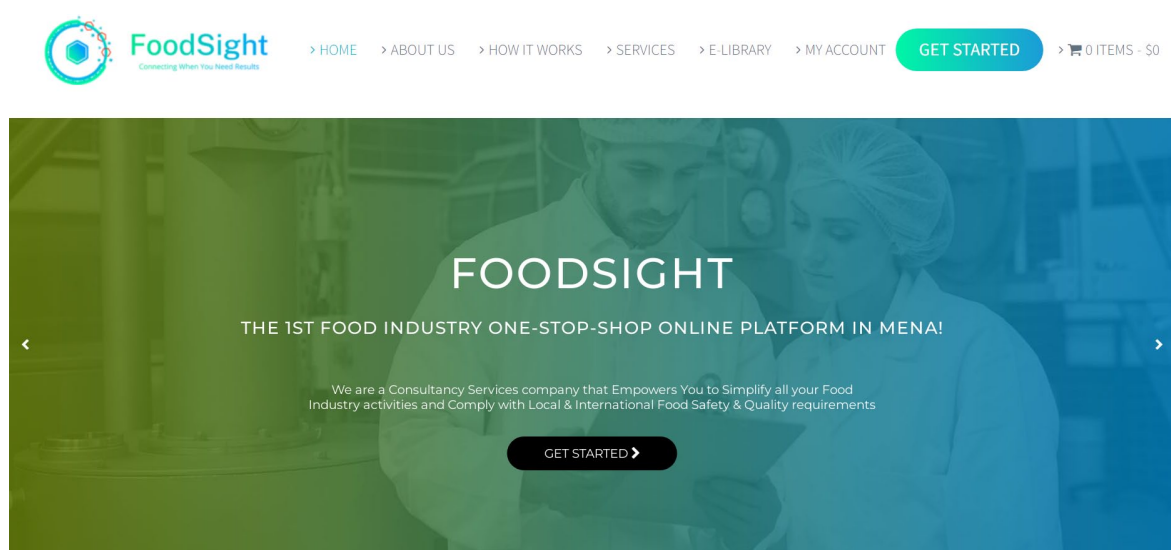 FoodSight
Connecting When You Need Results
> HOME > ABOUT US > HOW IT WORKS > SERVICES > E-LIBRARY > MY ACCOUNT GET STARTED > 0 ITEMS - $0
FOODSIGHT
THE 1ST FOOD INDUSTRY ONE-STOP-SHOP ONLINE PLATFORM IN MENA!
We are a Consultancy Services company that Empowers You to Simplify all your Food
Industry activities and Comply with Local & International Food Safety & Quality requirements
GET STARTED